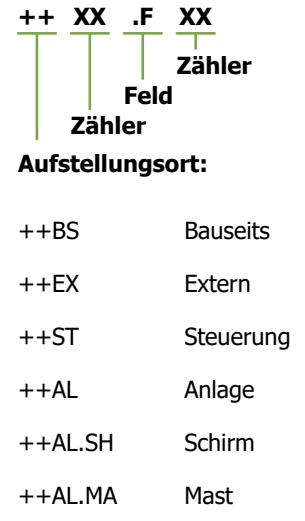 ++ XX .F XX
Zähler
Feld
Zähler
Aufstellungsort:
++BS Bauseits
++EX Extern
++ST Steuerung
++AL Anlage
++AL.SH Schirm
++AL.MA Mast